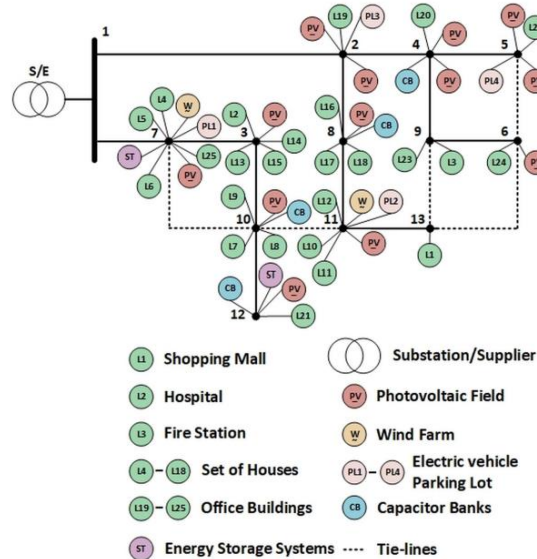 1
S/E
PV
L19
PL3
2
PV
L20
PV
4
CB
PV
PV
5
PL4
PV
L4
W
L5
PL1
7
ST
L25
L6
PV
L2
PV
3
L14
L13
L15
L16
PV
CB
8
L17
L18
9
L23
L3
6
L24
L9
PV
CB
10
L7
L8
L12
W
PL2
11
L10
PV
L11
13
L1
CB
ST
PV
12
L21
L1 Shopping Mall
Substation/Supplier
L2 Hospital
PV Photovoltaic Field
L3 Fire Station
W Wind Farm
L4 – L18 Set of Houses
PL1 – PL4 Electric vehicle
Parking Lot
L19 – L25 Office Buildings
CB Capacitor Banks
ST Energy Storage Systems
Tie-lines